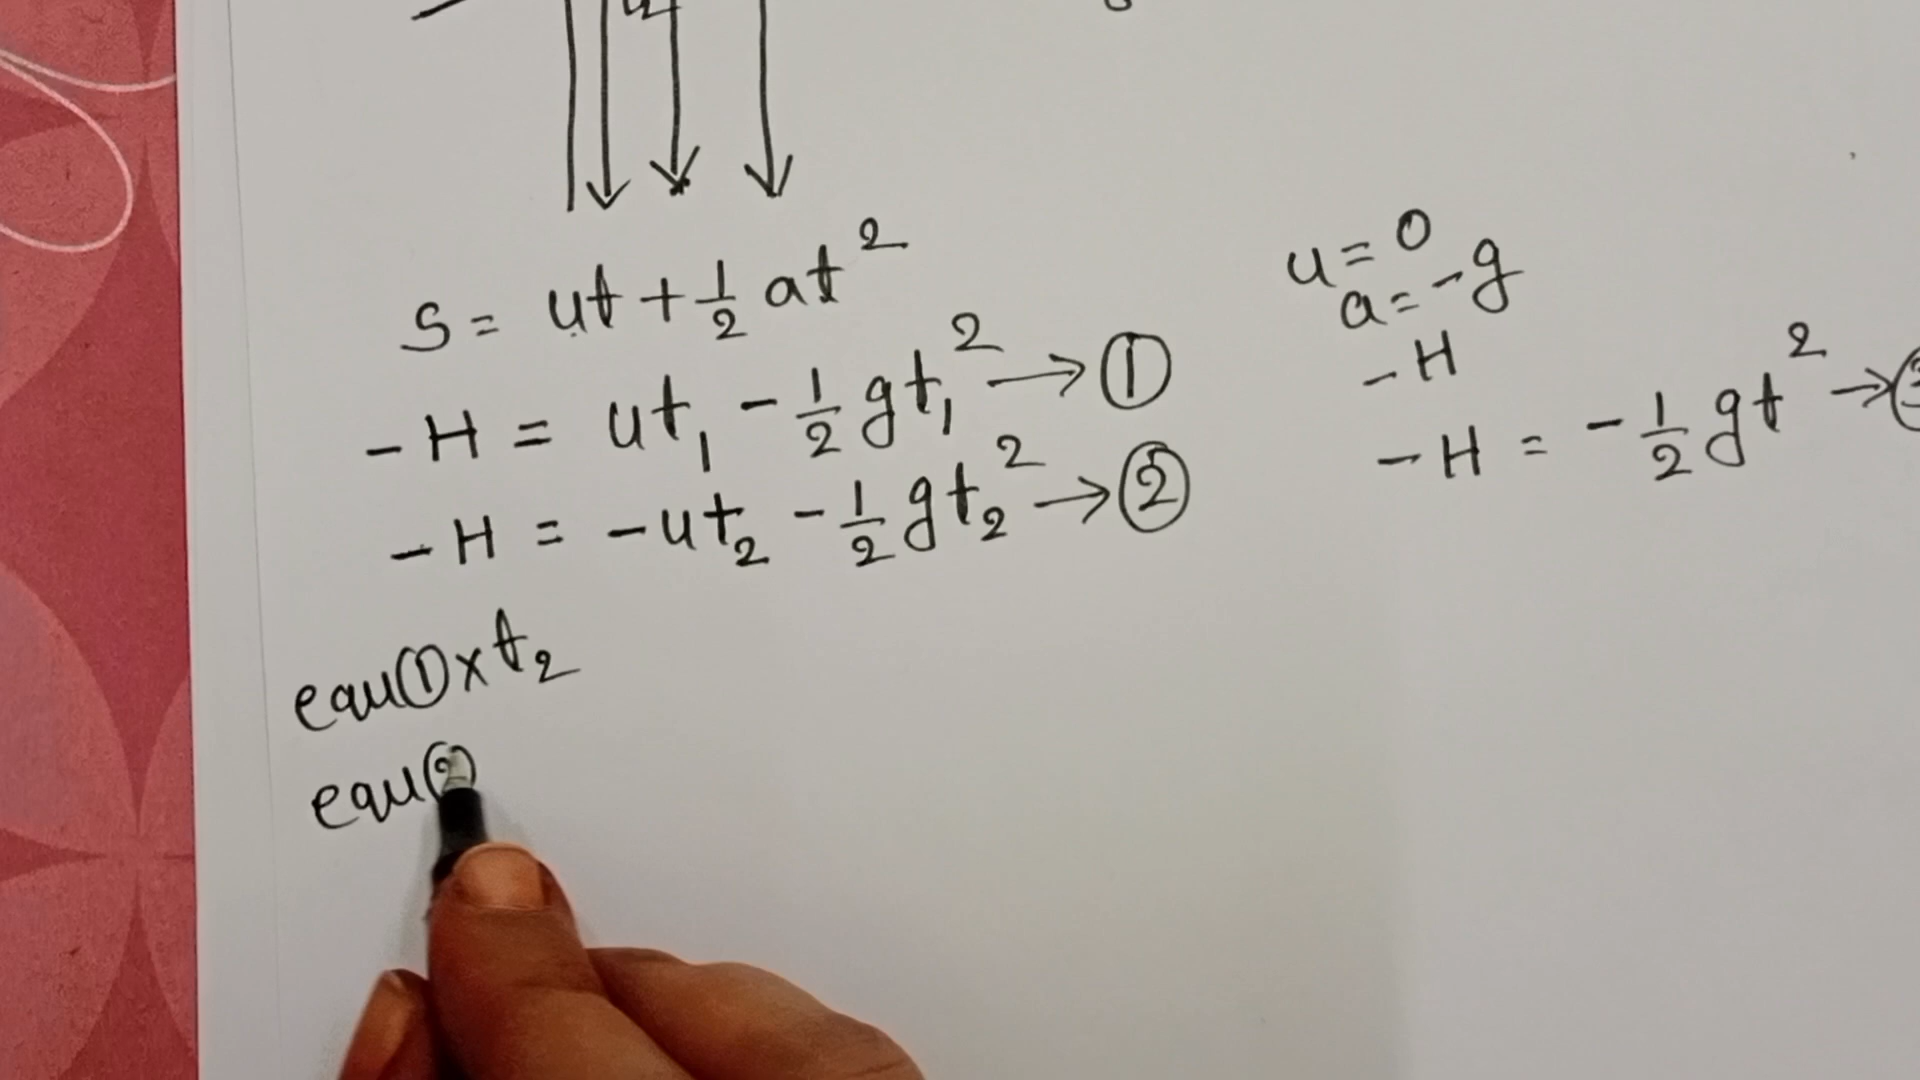 S = ut + 1/2 at²
-H = ut₁ - 1/2 gt₁² → ①
-H = -ut₂ - 1/2 gt₂² → ②
equ① x t₂
equ②
u = 0
a = -g
-H
-H = -1/2 gt² →